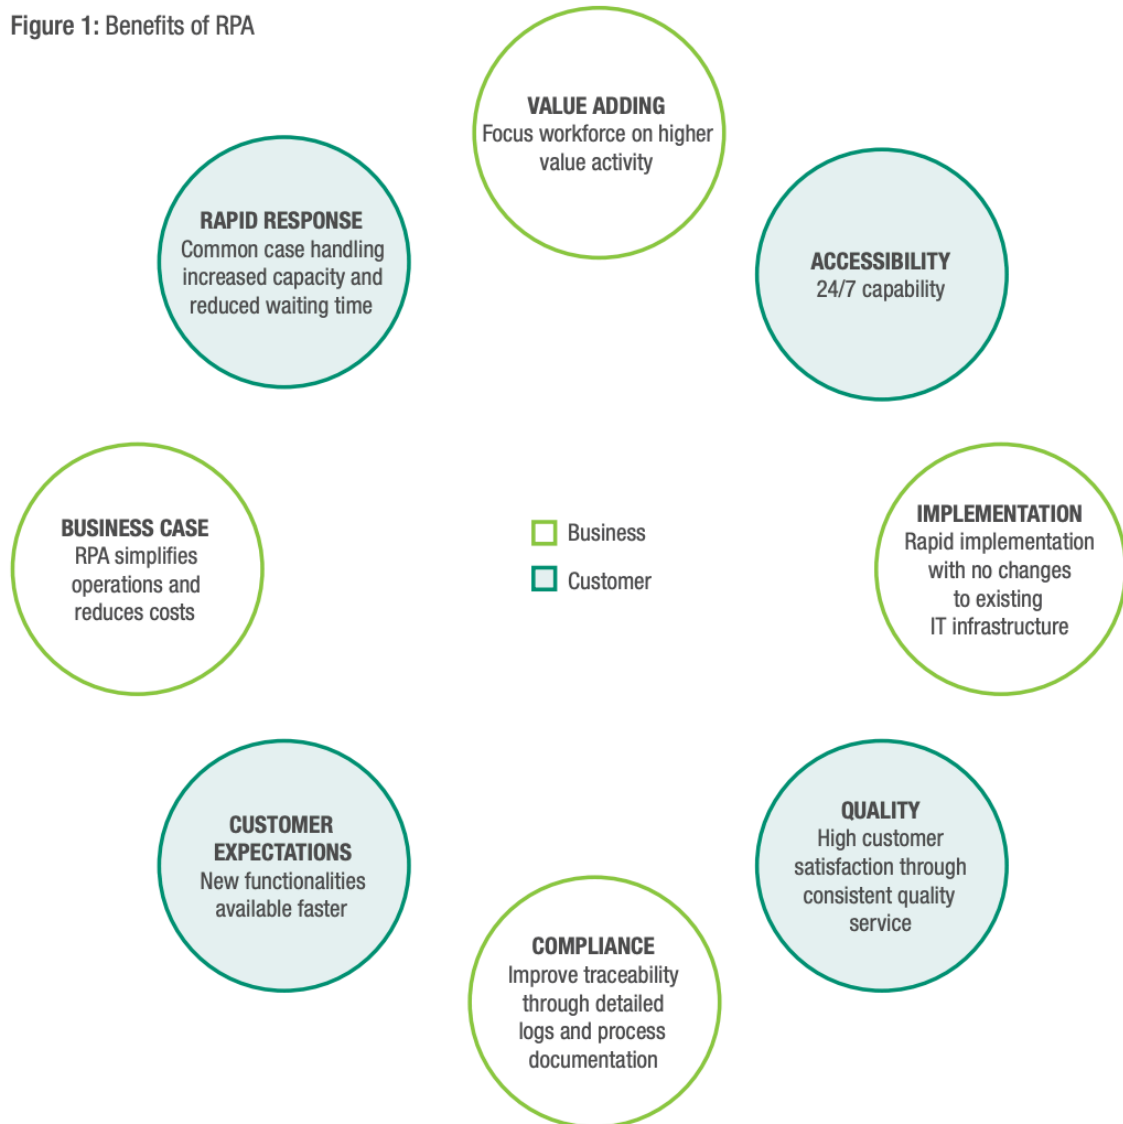 Figure 1: Benefits of RPA
VALUE ADDING
Focus workforce on higher
value activity
RAPID RESPONSE
Common case handling
increased capacity and
reduced waiting time
ACCESSIBILITY
24/7 capability
BUSINESS CASE
RPA simplifies
operations and
reduces costs
Business
Customer
IMPLEMENTATION
Rapid implementation
with no changes
to existing
IT infrastructure
CUSTOMER
EXPECTATIONS
New functionalities
available faster
QUALITY
High customer
satisfaction through
consistent quality
service
COMPLIANCE
Improve traceability
through detailed
logs and process
documentation